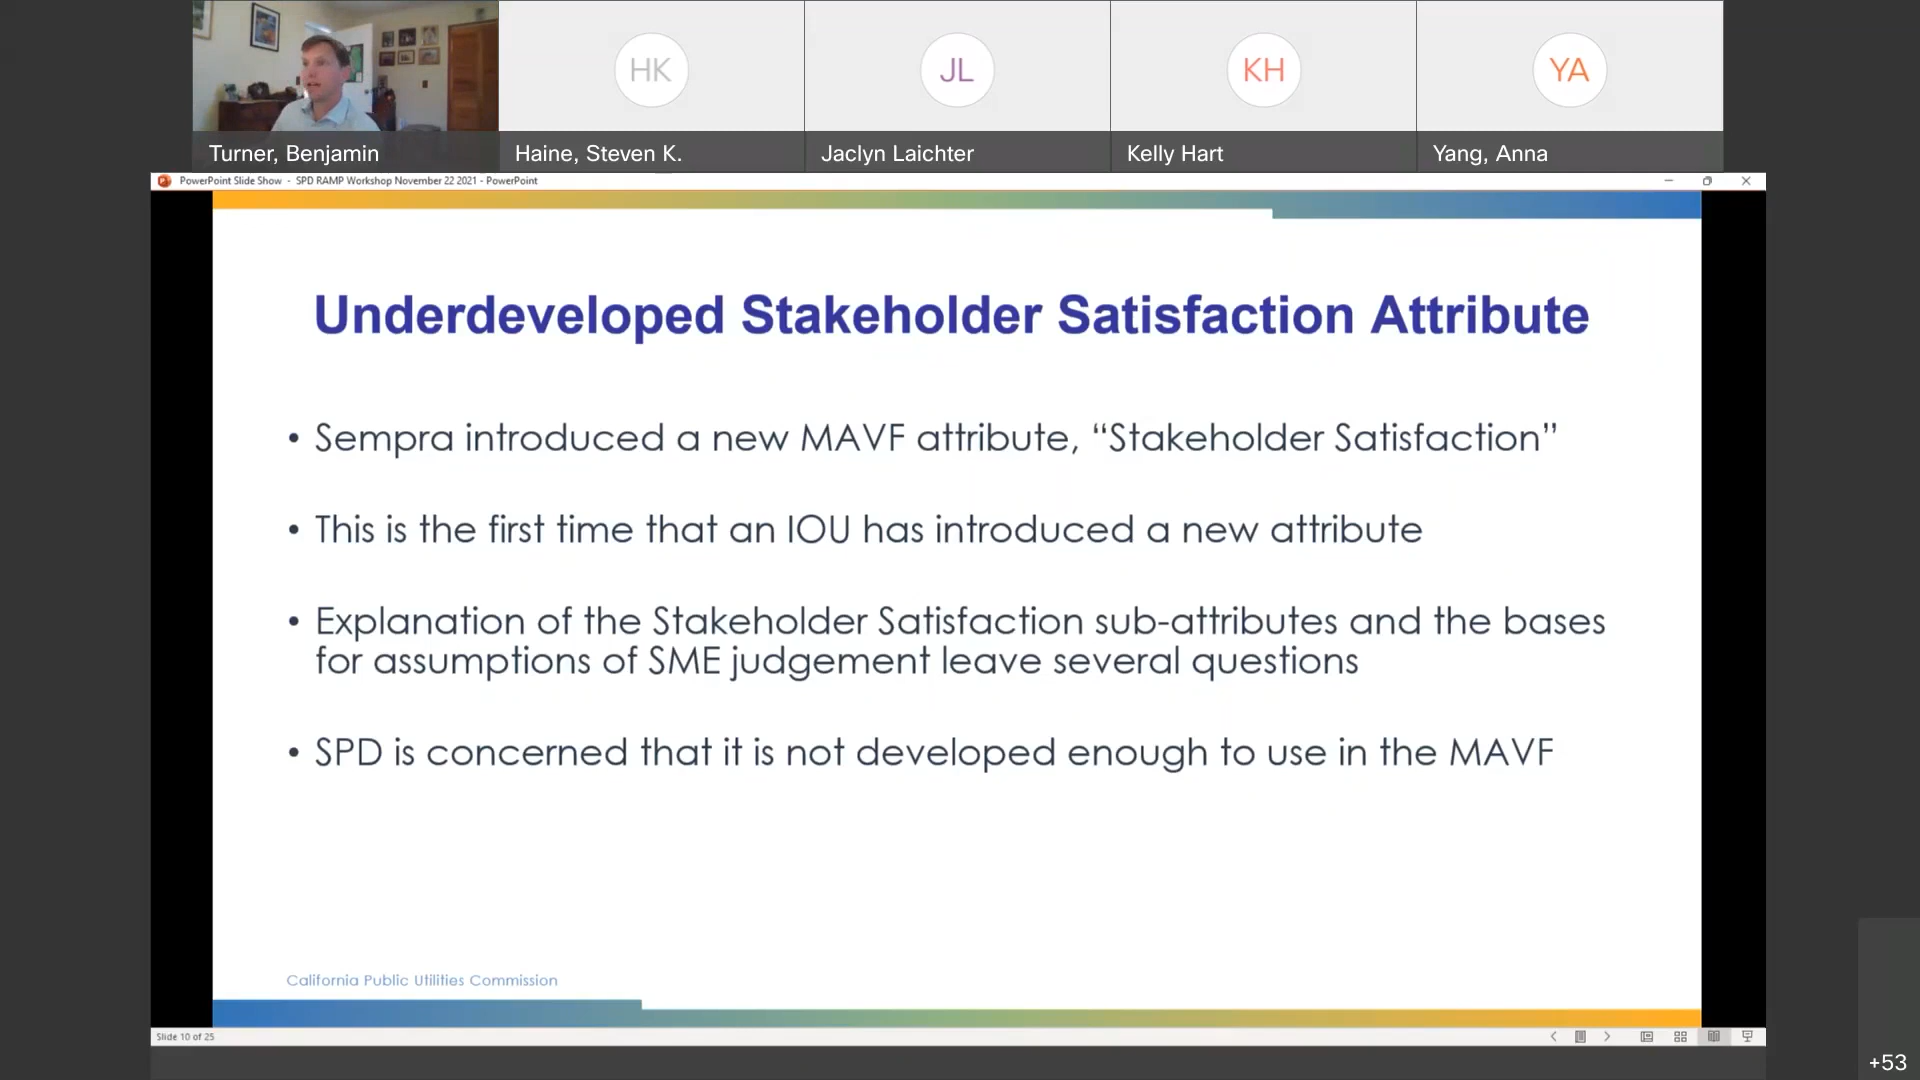 HK
JL
KH
YA
Turner, Benjamin
Haine, Steven K.
Jaclyn Laichter
Kelly Hart
Yang, Anna
PowerPoint Slide Show - SPD RAMP Workshop November 22 2021 - PowerPoint
Underdeveloped Stakeholder Satisfaction Attribute
• Sempra introduced a new MAVF attribute, “Stakeholder Satisfaction”
• This is the first time that an IOU has introduced a new attribute
• Explanation of the Stakeholder Satisfaction sub-attributes and the bases
for assumptions of SME judgement leave several questions
• SPD is concerned that it is not developed enough to use in the MAVF
California Public Utilities Commission
Slide 10 of 25
+53